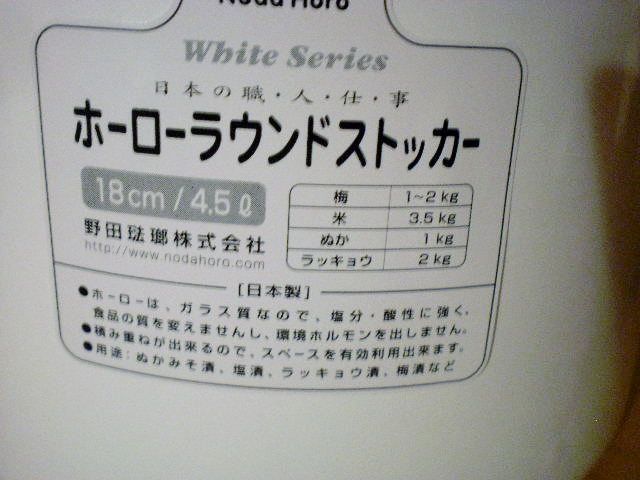 Noda Horo
White Series
日本の職・人・仕・事
ホーローラウンドストッカー
18cm / 4.5ℓ
野田琺瑯株式会社
http://www.nodahoro.com
梅 1~2kg
米 3.5kg
ぬか 1kg
ラッキョウ 2kg
[日本製]
●ホーローは、ガラス質なので、塩分・酸性に強く、
食品の質を変えませんし、環境ホルモンを出しません。
●積み重ねが出来るので、スペースを有効利用出来ます。
●用途:ぬかみそ漬、塩漬、ラッキョウ漬、梅漬など